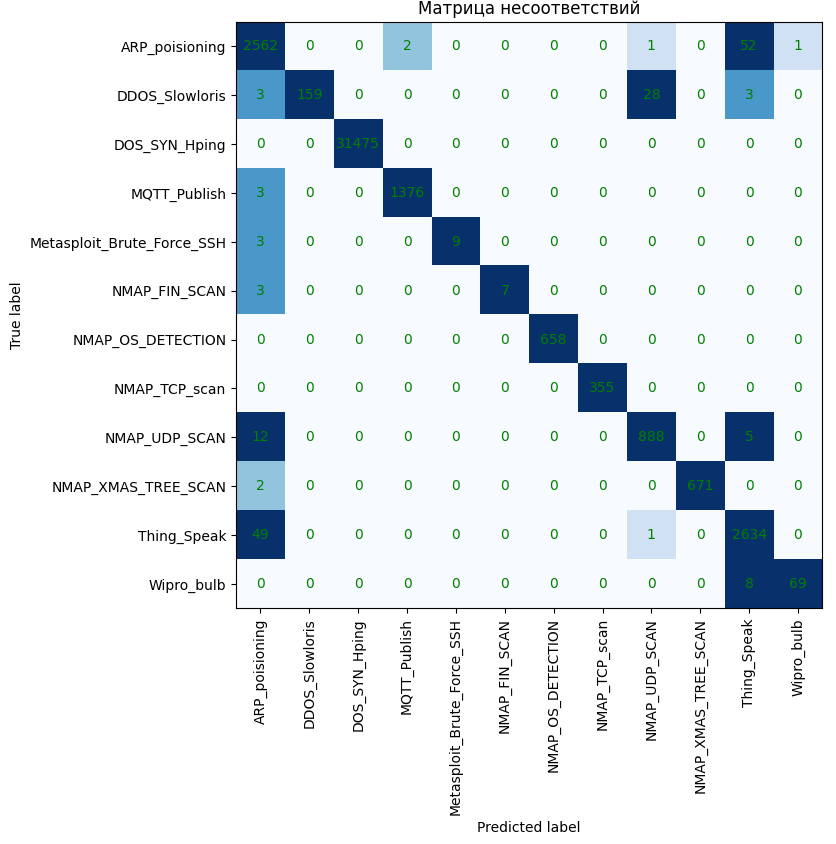 Матрица несоответствий
ARP_poisioning 2562 0 0 2 0 0 0 0 1 0 52 1
DDOS_Slowloris 3 159 0 0 0 0 0 0 28 0 3 0
DOS_SYN_Hping 0 0 31475 0 0 0 0 0 0 0 0 0
MQTT_Publish 3 0 0 1376 0 0 0 0 0 0 0 0
Metasploit_Brute_Force_SSH 3 0 0 0 9 0 0 0 0 0 0 0
NMAP_FIN_SCAN 3 0 0 0 0 7 0 0 0 0 0 0
NMAP_OS_DETECTION 0 0 0 0 0 0 658 0 0 0 0 0
NMAP_TCP_scan 0 0 0 0 0 0 0 355 0 0 0 0
NMAP_UDP_SCAN 12 0 0 0 0 0 0 0 888 0 5 0
NMAP_XMAS_TREE_SCAN 2 0 0 0 0 0 0 0 0 671 0 0
Thing_Speak 49 0 0 0 0 0 0 0 1 0 2634 0
Wipro_bulb 0 0 0 0 0 0 0 0 0 0 8 69
True label
ARP_poisioning
DDOS_Slowloris
DOS_SYN_Hping
MQTT_Publish
Metasploit_Brute_Force_SSH
NMAP_FIN_SCAN
NMAP_OS_DETECTION
NMAP_TCP_scan
NMAP_UDP_SCAN
NMAP_XMAS_TREE_SCAN
Thing_Speak
Wipro_bulb
Predicted label